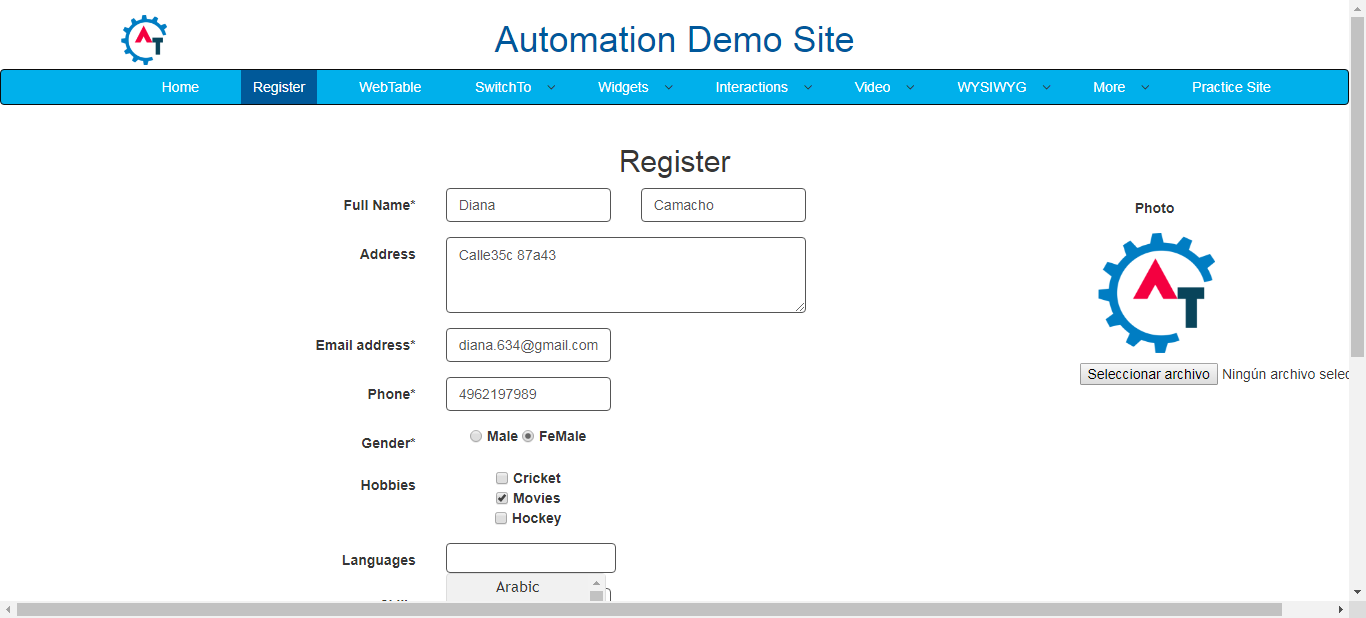 AT
Automation Demo Site
Home Register WebTable SwitchTo Widgets Interactions Video WYSIWYG More Practice Site
Register
Full Name* Diana Camacho
Photo
Address Calle35c 87a43
AT
Email address* diana.634@gmail.com
Seleccionar archivo Ningún archivo selec
Phone* 4962197989
Gender* Male FeMale
Hobbies Cricket
Movies
Hockey
Languages
Arabic